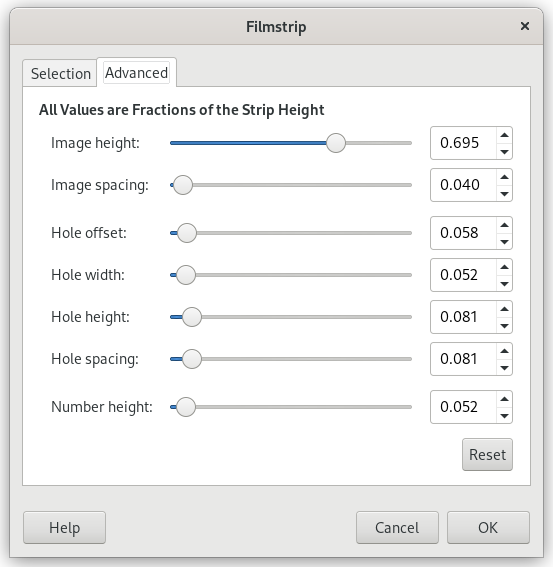 Filmstrip
Selection
Advanced
All Values are Fractions of the Strip Height
Image height:
0.695
Image spacing:
0.040
Hole offset:
0.058
Hole width:
0.052
Hole height:
0.081
Hole spacing:
0.081
Number height:
0.052
Reset
Help
Cancel
OK